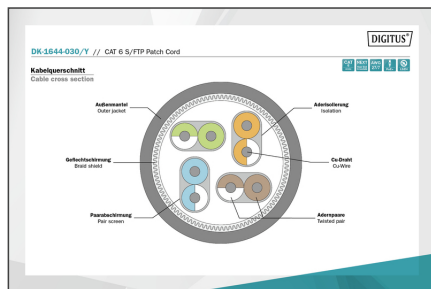 DIGITUS®
DK-1644-030/Y // CAT 6 S/FTP Patch Cord
Kabelquerschnitt
Cable cross section
Außenmantel
Outer jacket
Aderisolierung
Isolation
Geflechtschirmung
Braid shield
Cu-Draht
Cu-Wire
Paarabschirmung
Pair screen
Adernpaare
Twisted pair